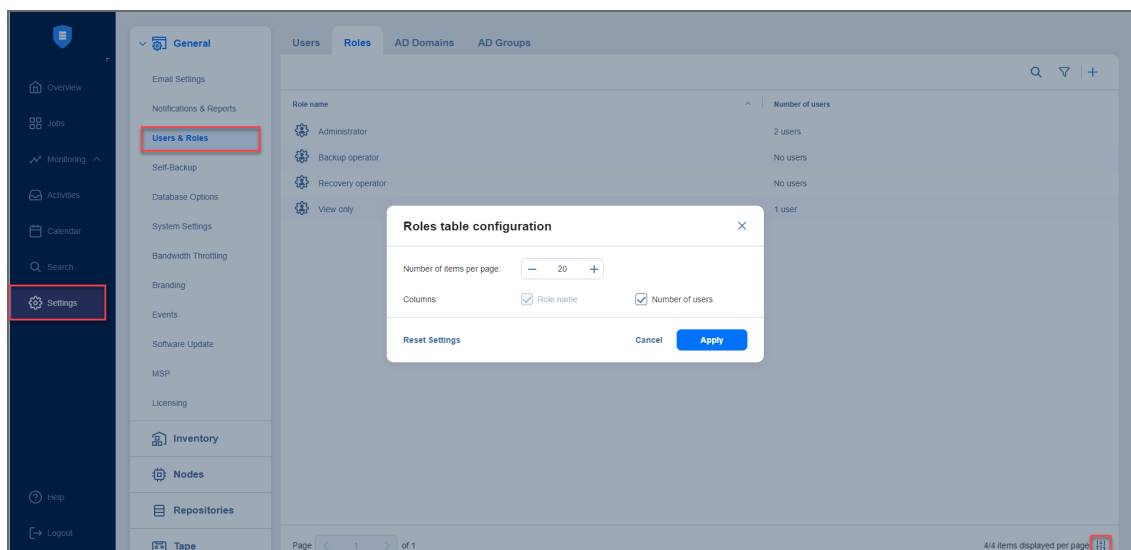 Overview
Jobs
Monitoring
Activities
Calendar
Search
Settings
Help
Logout
General
Email Settings
Notifications & Reports
Users & Roles
Self-Backup
Database Options
System Settings
Bandwidth Throttling
Branding
Events
Software Update
MSP
Licensing
Inventory
Nodes
Repositories
Tape
Users Roles AD Domains AD Groups
Role name Number of users
Administrator 2 users
Backup operator No users
Recovery operator No users
View only 1 user
Roles table configuration
Number of items per page: 20
Columns: Role name Number of users
Reset Settings Cancel Apply
Page 1 of 1 4/4 items displayed per page